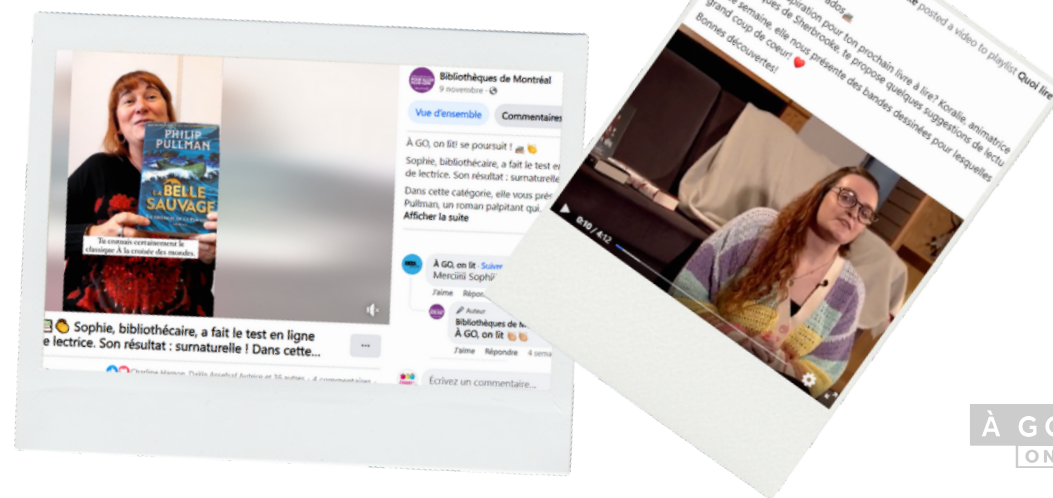 PHILIP
PULLMAN
LA BELLE
SAUVAGE
Tu connais certainement le
classique À la croisée des mondes.
Sophie, bibliothécaire, a fait le test en ligne
e lectrice. Son résultat : surnaturelle ! Dans cette...
4 commentaires
Bibliothèques de Montréal
9 novembre
Vue d'ensemble
Commentaires
À GO, on lit! se poursuit !
Sophie, bibliothécaire, a fait le test en
de lectrice. Son résultat : surnaturelle
Dans cette catégorie, elle vous
Pullman, un roman palpitant qui
Afficher la suite
À GO, on lit · Suivre
Merciiii Sophi
J'aime
Auteur
Bibliothèques de
À GO, on lit
J'aime Répondre 4 sema
Écrivez un commentaire...
posted a video to playlist Quoi lire
ados
piration pour ton prochain livre à lire? Koralie, animatrice
ques de Sherbrooke, te propose quelques suggestions de lectu
semaine, elle nous présente des bandes dessinées pour lesquelles
grand coup de coeur!
Bonnes découvertes!
0:10 / 4:12
À GO
ON